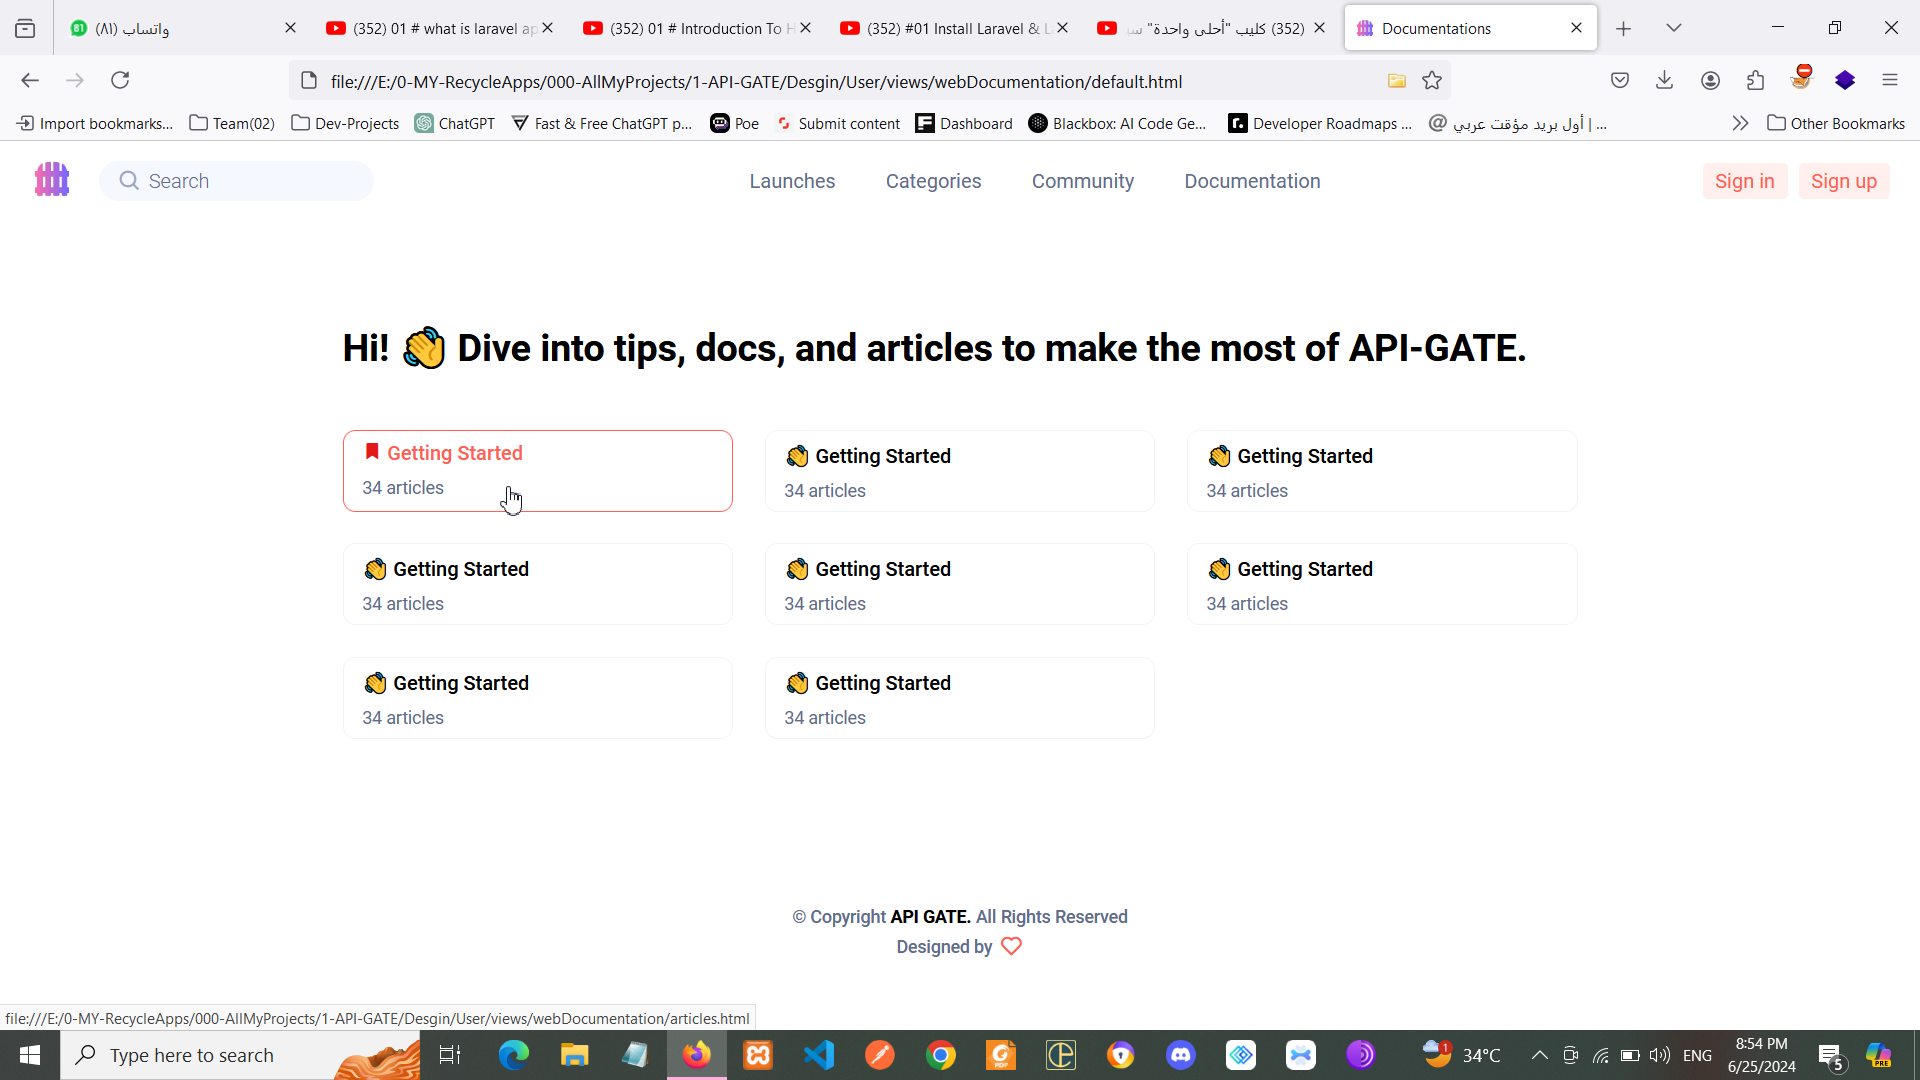 واتساب (٨١)
(352) 01 # what is laravel ap
(352) 01 # Introduction To H
(352) #01 Install Laravel & L
(352) كليب "أحلى واحدة" سـ
Documentations
file:///E:/0-MY-RecycleApps/000-AllMyProjects/1-API-GATE/Desgin/User/views/webDocumentation/default.html
Import bookmarks...
Team(02)
Dev-Projects
ChatGPT
Fast & Free ChatGPT p...
Poe
Submit content
Dashboard
Blackbox: AI Code Ge...
Developer Roadmaps ...
أول بريد مؤقت عربي | ...
Other Bookmarks
Search
Launches
Categories
Community
Documentation
Sign in
Sign up
Hi! 👋 Dive into tips, docs, and articles to make the most of API-GATE.
Getting Started
34 articles
👋 Getting Started
34 articles
👋 Getting Started
34 articles
👋 Getting Started
34 articles
👋 Getting Started
34 articles
👋 Getting Started
34 articles
👋 Getting Started
34 articles
👋 Getting Started
34 articles
© Copyright API GATE. All Rights Reserved
Designed by
file:///E:/0-MY-RecycleApps/000-AllMyProjects/1-API-GATE/Desgin/User/views/webDocumentation/articles.html
Type here to search
1
34°C
ENG
8:54 PM
6/25/2024
5
PRE